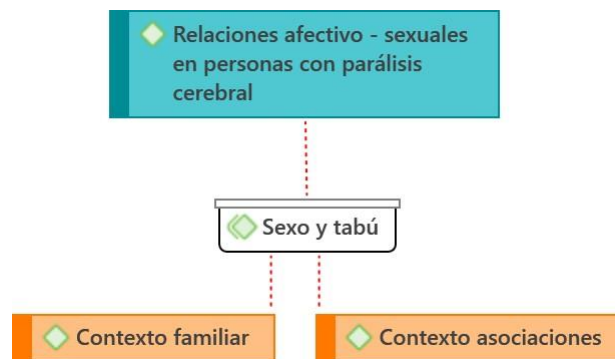 Relaciones afectivo - sexuales
en personas con parálisis
cerebral
Sexo y tabú
Contexto familiar
Contexto asociaciones